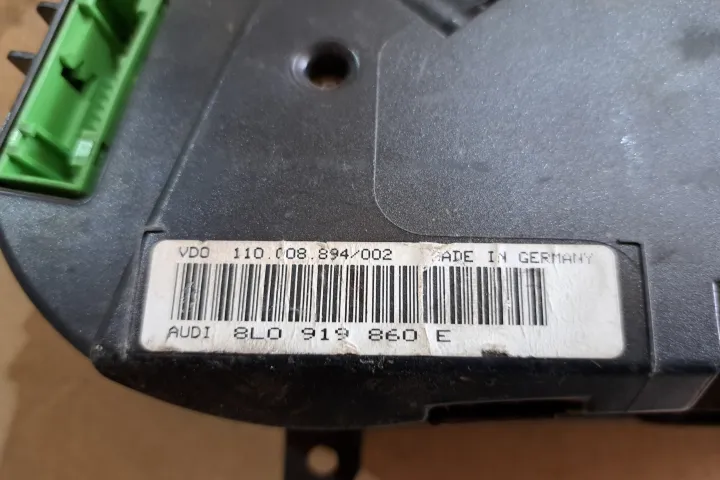 VDO 110.008.894/002 MADE IN GERMANY
AUDI 8L0 919 860 E